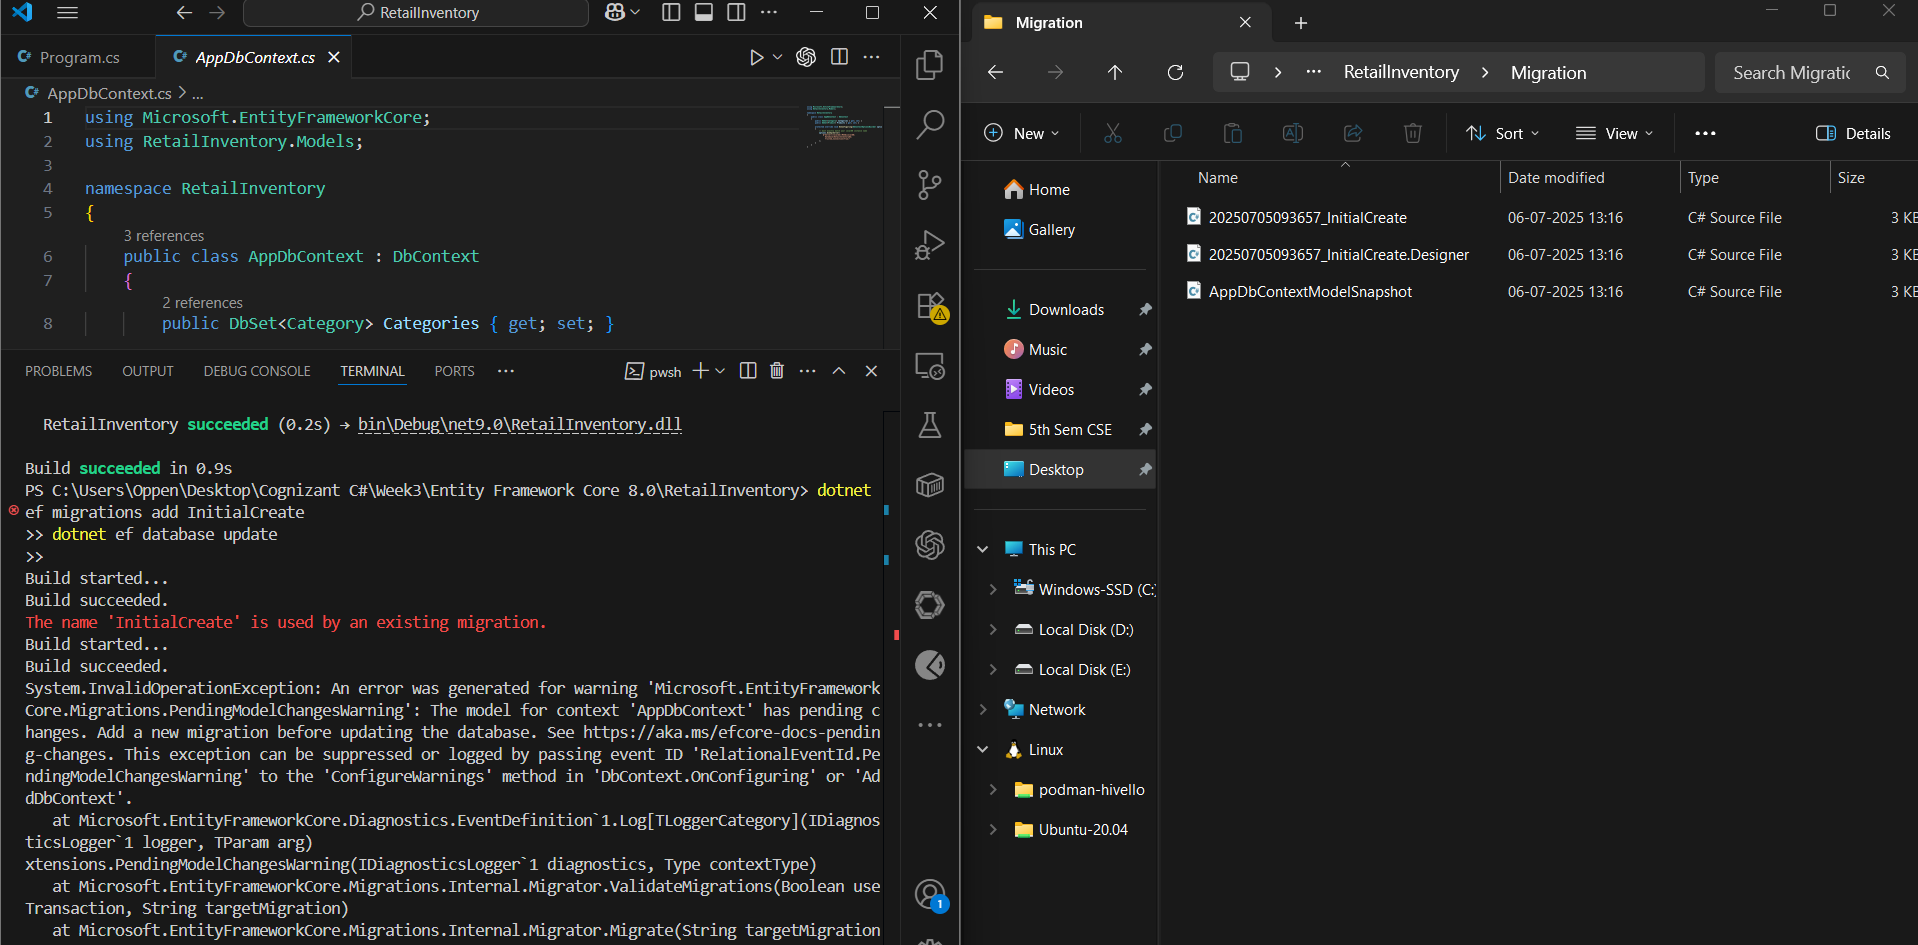 RetailInventory
Program.cs
AppDbContext.cs
AppDbContext.cs > ...
1 using Microsoft.EntityFrameworkCore;
2 using RetailInventory.Models;
3
4 namespace RetailInventory
5 {
3 references
6 public class AppDbContext : DbContext
7 {
2 references
8 public DbSet<Category> Categories { get; set; }
PROBLEMS OUTPUT DEBUG CONSOLE TERMINAL PORTS ... pwsh
RetailInventory succeeded (0.2s) → bin\Debug\net9.0\RetailInventory.dll
Build succeeded in 0.9s
PS C:\Users\Oppen\Desktop\Cognizant C#\Week3\Entity Framework Core 8.0\RetailInventory> dotnet
ef migrations add InitialCreate
>> dotnet ef database update
>>
Build started...
Build succeeded.
The name 'InitialCreate' is used by an existing migration.
Build started...
Build succeeded.
System.InvalidOperationException: An error was generated for warning 'Microsoft.EntityFramework
Core.Migrations.PendingModelChangesWarning': The model for context 'AppDbContext' has pending c
hanges. Add a new migration before updating the database. See https://aka.ms/efcore-docs-pendin
g-changes. This exception can be suppressed or logged by passing event ID 'RelationalEventId.Pe
ndingModelChangesWarning' to the 'ConfigureWarnings' method in 'DbContext.OnConfiguring' or 'Ad
dDbContext'.
at Microsoft.EntityFrameworkCore.Diagnostics.EventDefinition`1.Log[TLoggerCategory](IDiagnos
ticsLogger`1 logger, TParam arg)
xtensions.PendingModelChangesWarning(IDiagnosticsLogger`1 diagnostics, Type contextType)
at Microsoft.EntityFrameworkCore.Migrations.Internal.Migrator.ValidateMigrations(Boolean use
Transaction, String targetMigration)
at Microsoft.EntityFrameworkCore.Migrations.Internal.Migrator.Migrate(String targetMigration
1
Migration
... RetailInventory > Migration
Search Migratic
New Sort View ... Details
Name Date modified Type Size
20250705093657_InitialCreate 06-07-2025 13:16 C# Source File 3 KB
20250705093657_InitialCreate.Designer 06-07-2025 13:16 C# Source File 3 KB
AppDbContextModelSnapshot 06-07-2025 13:16 C# Source File 3 KB
Home
Gallery
Downloads
Music
Videos
5th Sem CSE
Desktop
This PC
Windows-SSD (C:
Local Disk (D:)
Local Disk (E:)
Network
Linux
podman-hivello
Ubuntu-20.04